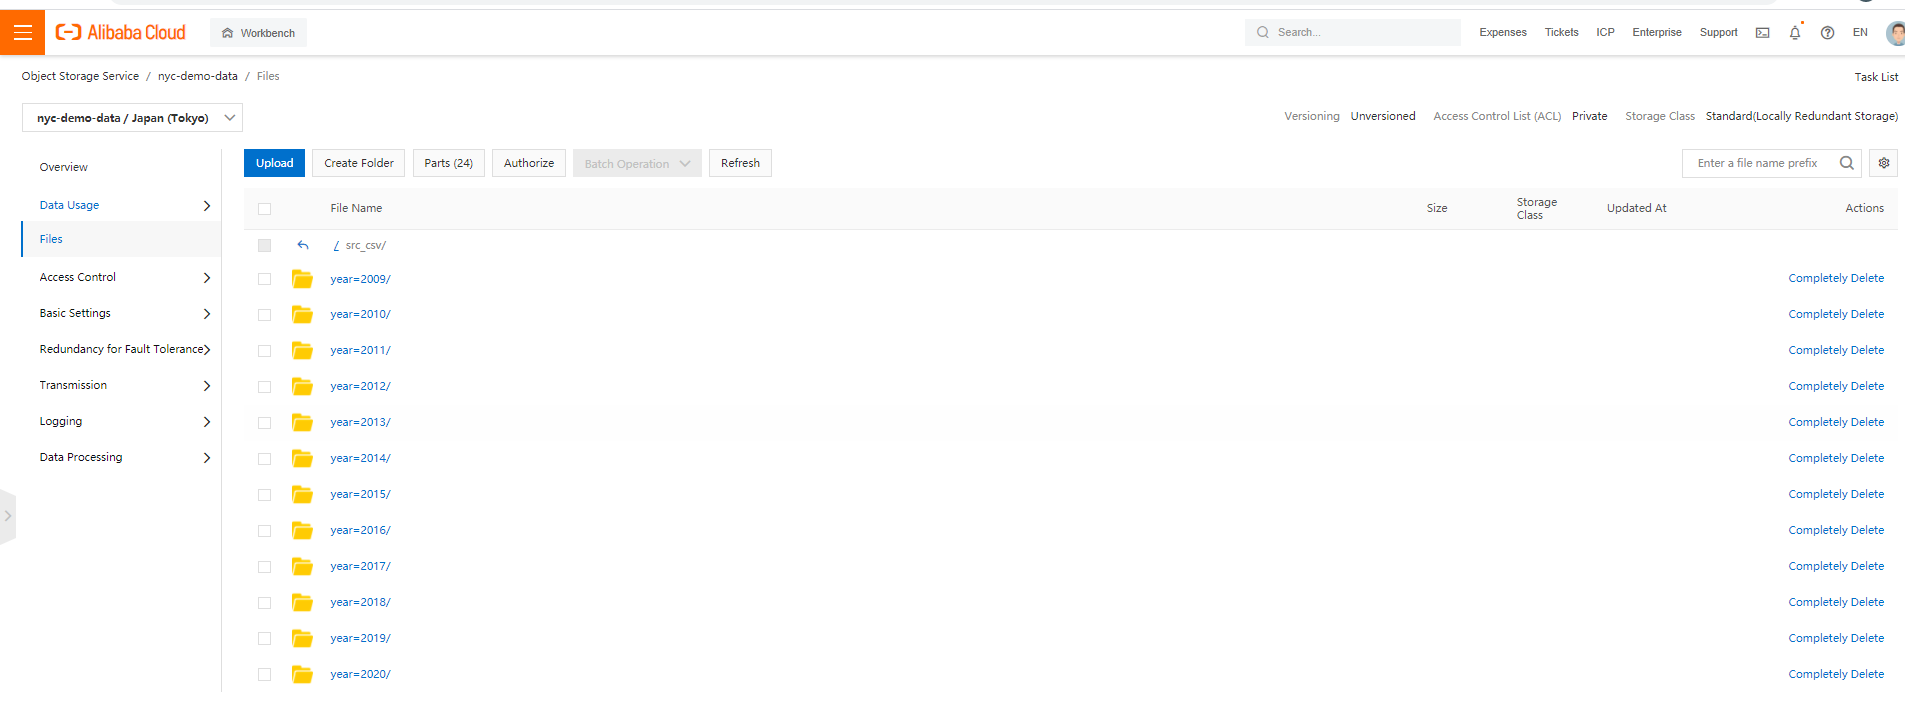 Alibaba Cloud Workbench Search... Expenses Tickets ICP Enterprise Support EN
Object Storage Service / nyc-demo-data / Files Task List
nyc-demo-data / Japan (Tokyo) Versioning Unversioned Access Control List (ACL) Private Storage Class Standard(Locally Redundant Storage)
Overview
Data Usage
Files
Access Control
Basic Settings
Redundancy for Fault Tolerance
Transmission
Logging
Data Processing
Upload Create Folder Parts (24) Authorize Batch Operation Refresh Enter a file name prefix
File Name Size Storage Class Updated At Actions
/ src_csv/
year=2009/ Completely Delete
year=2010/ Completely Delete
year=2011/ Completely Delete
year=2012/ Completely Delete
year=2013/ Completely Delete
year=2014/ Completely Delete
year=2015/ Completely Delete
year=2016/ Completely Delete
year=2017/ Completely Delete
year=2018/ Completely Delete
year=2019/ Completely Delete
year=2020/ Completely Delete